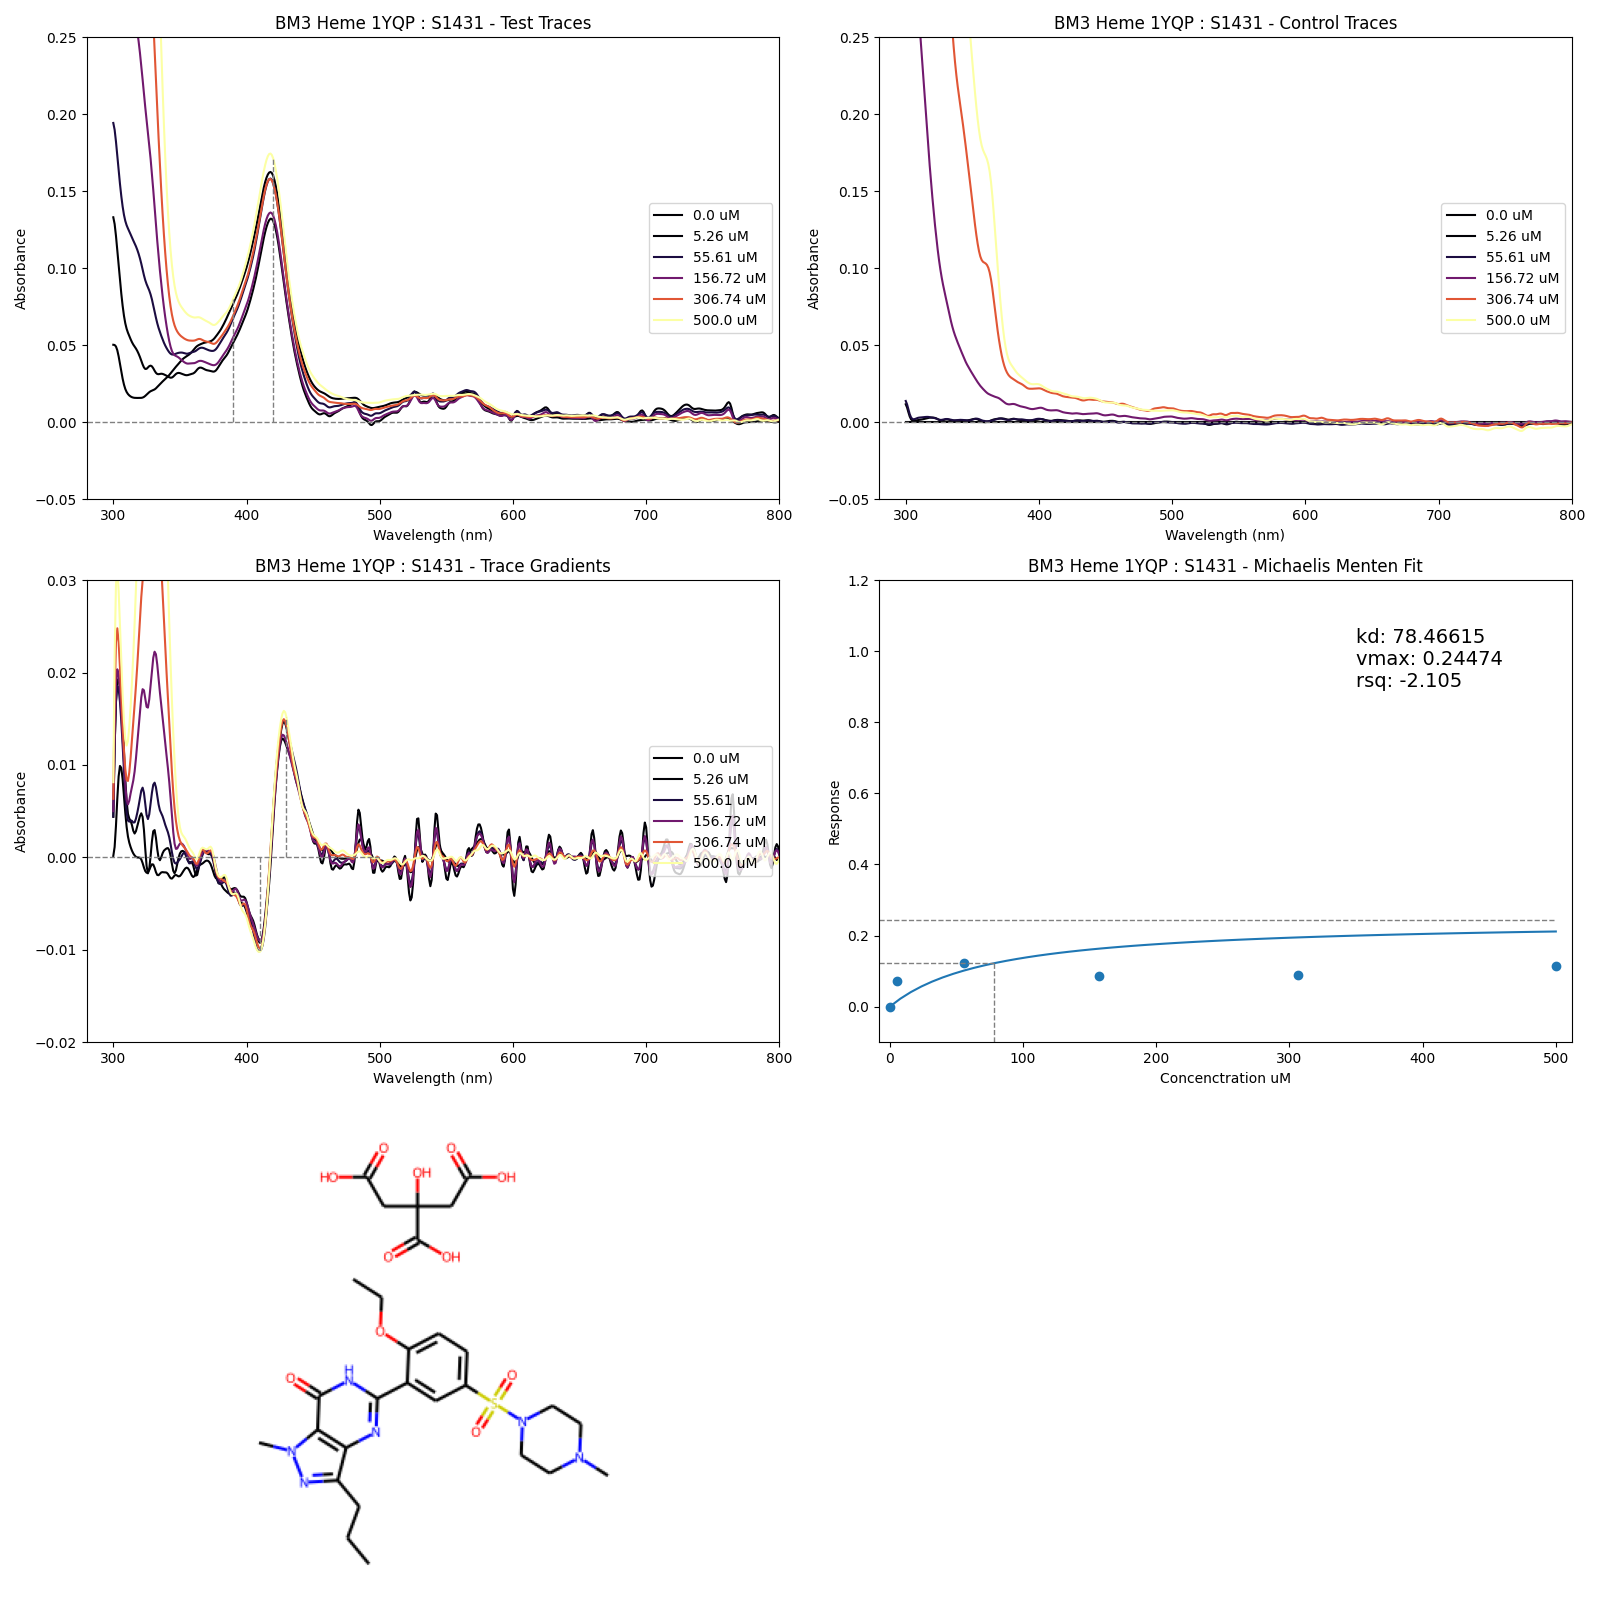 BM3 Heme 1YQP : S1431 - Test Traces
Absorbance
0.25
0.20
0.15
0.10
0.05
0.00
−0.05
300
400
500
600
700
800
Wavelength (nm)
0.0 uM
5.26 uM
55.61 uM
156.72 uM
306.74 uM
500.0 uM
BM3 Heme 1YQP : S1431 - Control Traces
Absorbance
0.25
0.20
0.15
0.10
0.05
0.00
−0.05
300
400
500
600
700
800
Wavelength (nm)
0.0 uM
5.26 uM
55.61 uM
156.72 uM
306.74 uM
500.0 uM
BM3 Heme 1YQP : S1431 - Trace Gradients
Absorbance
0.03
0.02
0.01
0.00
−0.01
−0.02
300
400
500
600
700
800
Wavelength (nm)
0.0 uM
5.26 uM
55.61 uM
156.72 uM
306.74 uM
500.0 uM
BM3 Heme 1YQP : S1431 - Michaelis Menten Fit
Response
1.2
1.0
0.8
0.6
0.4
0.2
0.0
0
100
200
300
400
500
Concenctration uM
kd: 78.46615
vmax: 0.24474
rsq: -2.105
O
O
HO
OH
OH
O
OH
O
O
H
N
O
S
O
N
N
N
N
N